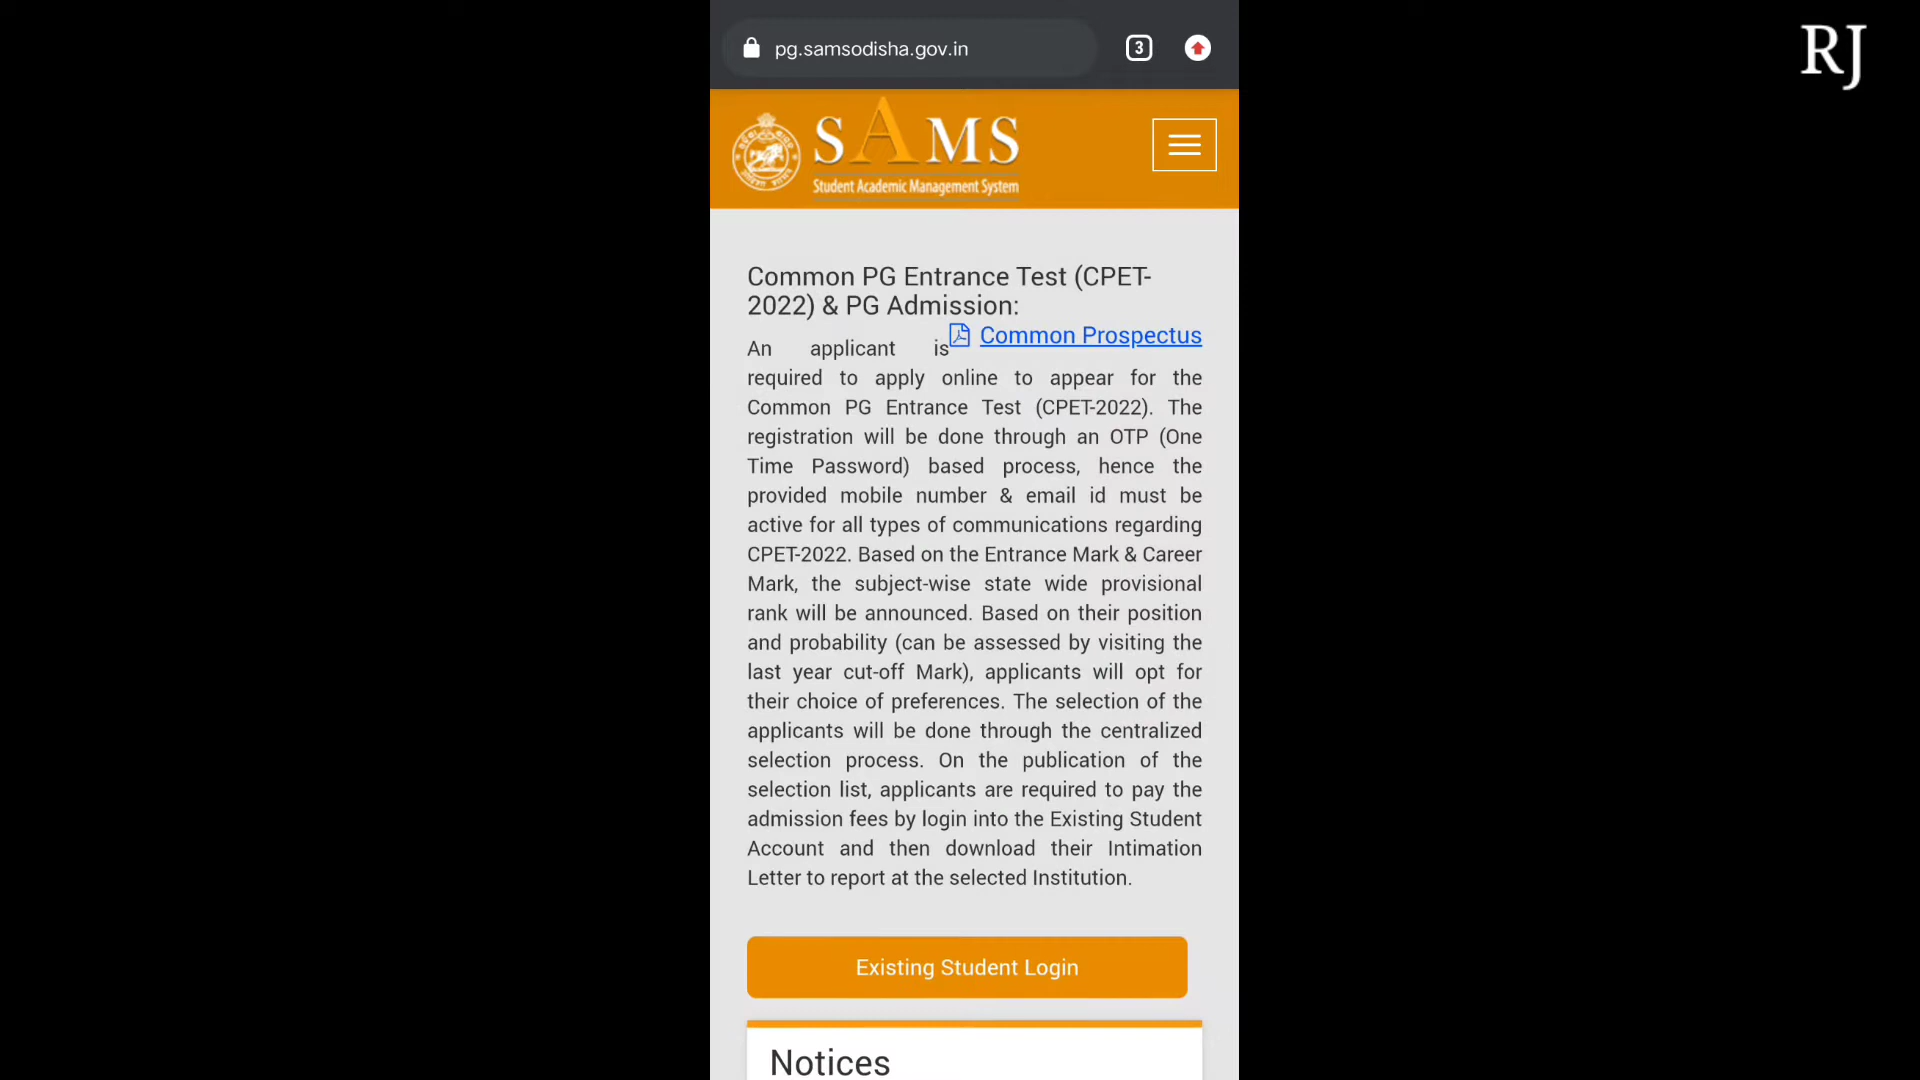 pg.samsodisha.gov.in
3
RJ
SAMS
Student Academic Management System
Common PG Entrance Test (CPET-
2022) & PG Admission:
Common Prospectus
An applicant is
required to apply online to appear for the
Common PG Entrance Test (CPET-2022). The
registration will be done through an OTP (One
Time Password) based process, hence the
provided mobile number & email id must be
active for all types of communications regarding
CPET-2022. Based on the Entrance Mark & Career
Mark, the subject-wise state wide provisional
rank will be announced. Based on their position
and probability (can be assessed by visiting the
last year cut-off Mark), applicants will opt for
their choice of preferences. The selection of the
applicants will be done through the centralized
selection process. On the publication of the
selection list, applicants are required to pay the
admission fees by login into the Existing Student
Account and then download their Intimation
Letter to report at the selected Institution.
Existing Student Login
Notices